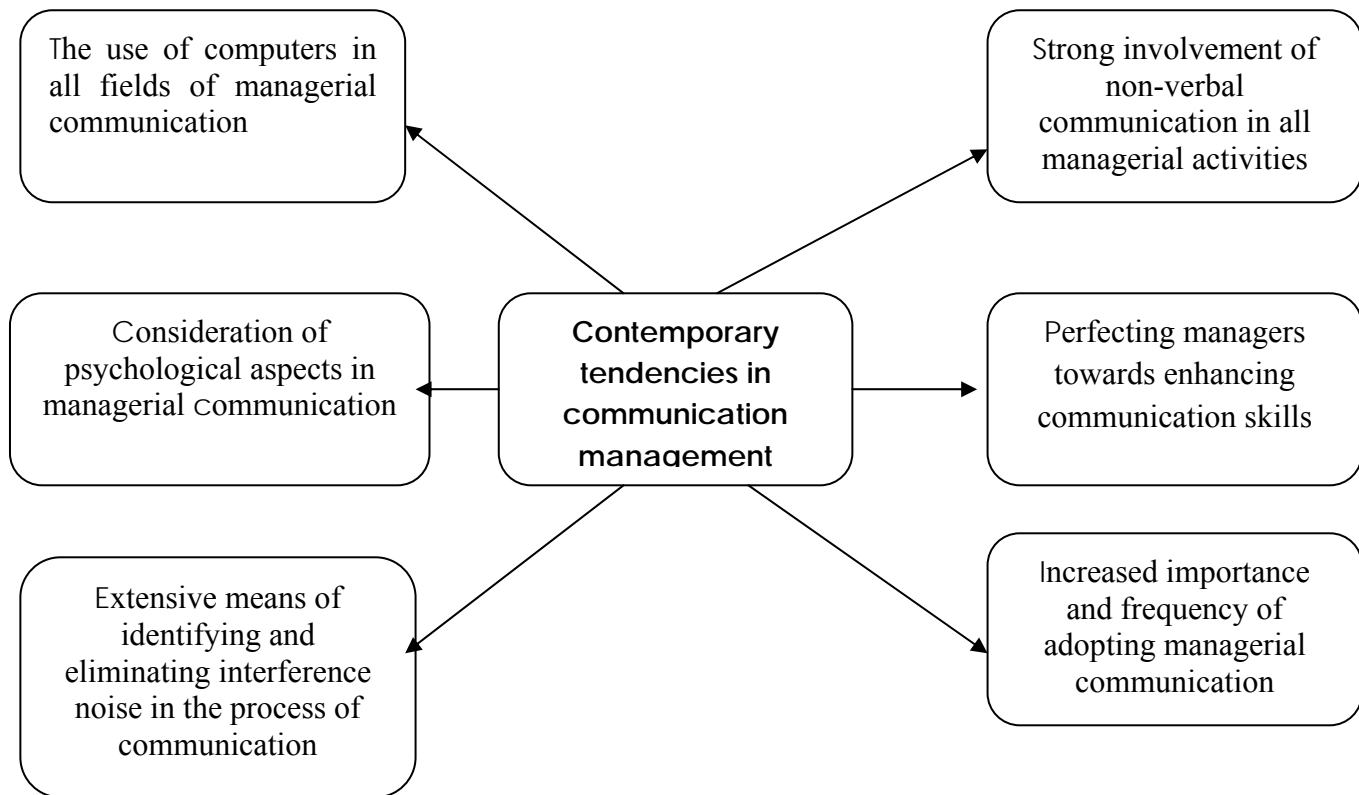 The use of computers in
all fields of managerial
communication
Strong involvement of
non-verbal
communication in all
managerial activities
Consideration of
psychological aspects in
managerial communication
Contemporary
tendencies in
communication
management
Perfecting managers
towards enhancing
communication skills
Extensive means of
identifying and
eliminating interference
noise in the process of
communication
Increased importance
and frequency of
adopting managerial
communication